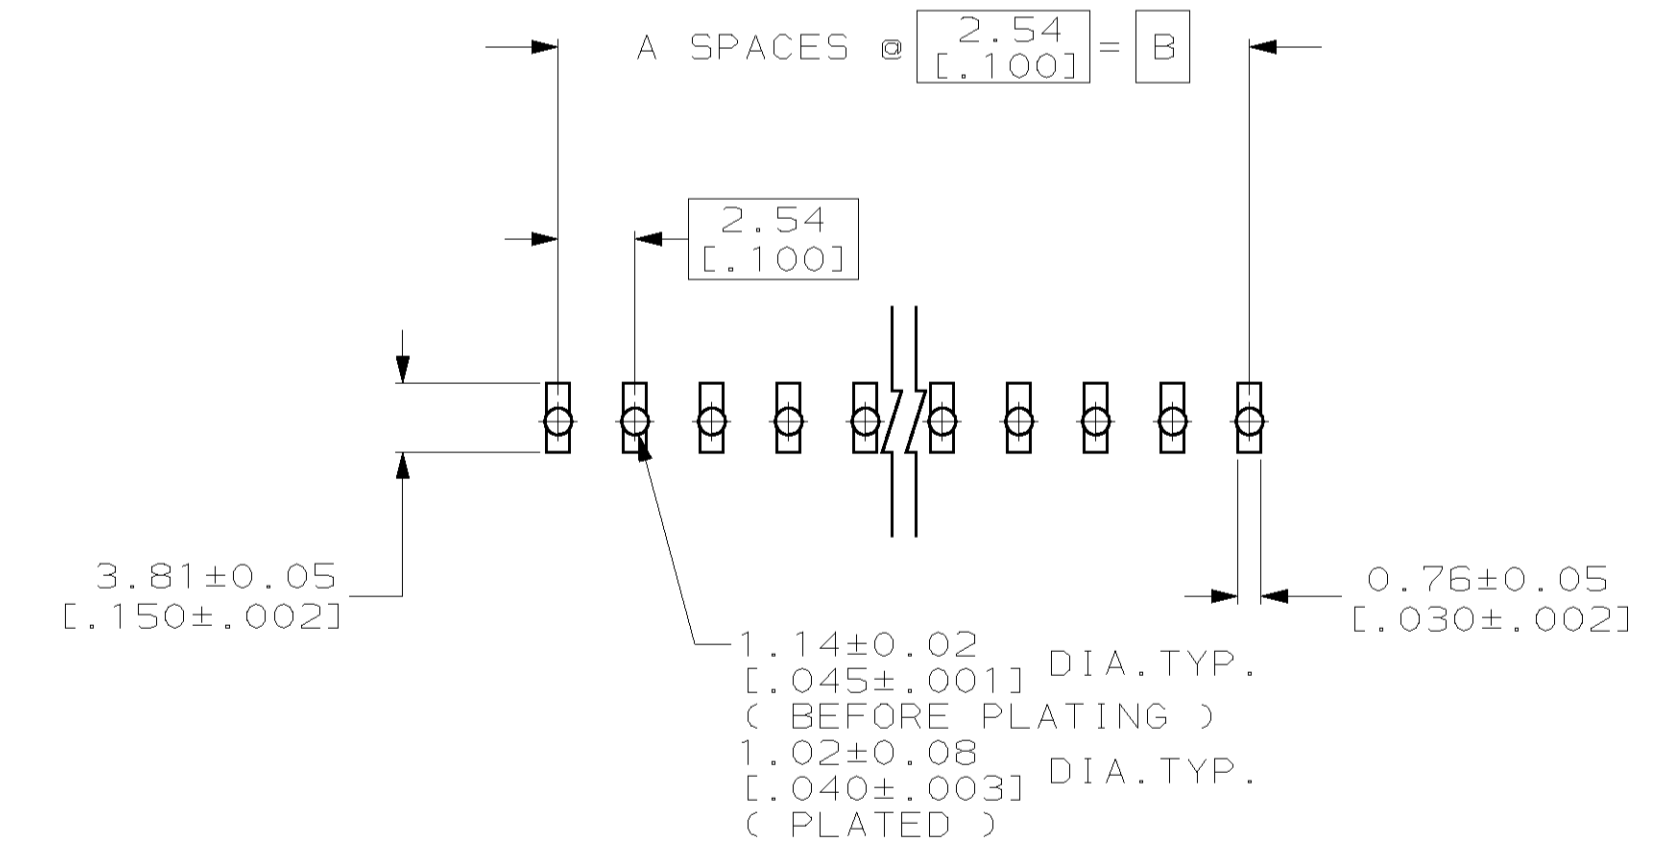 A SPACES @ 2.54 [.100] = B
2.54
[.100]
3.81±0.05
[.150±.002]
0.76±0.05
[.030±.002]
1.14±0.02
[.045±.001] DIA.TYP.
( BEFORE PLATING )
1.02±0.08
[.040±.003] DIA.TYP.
( PLATED )